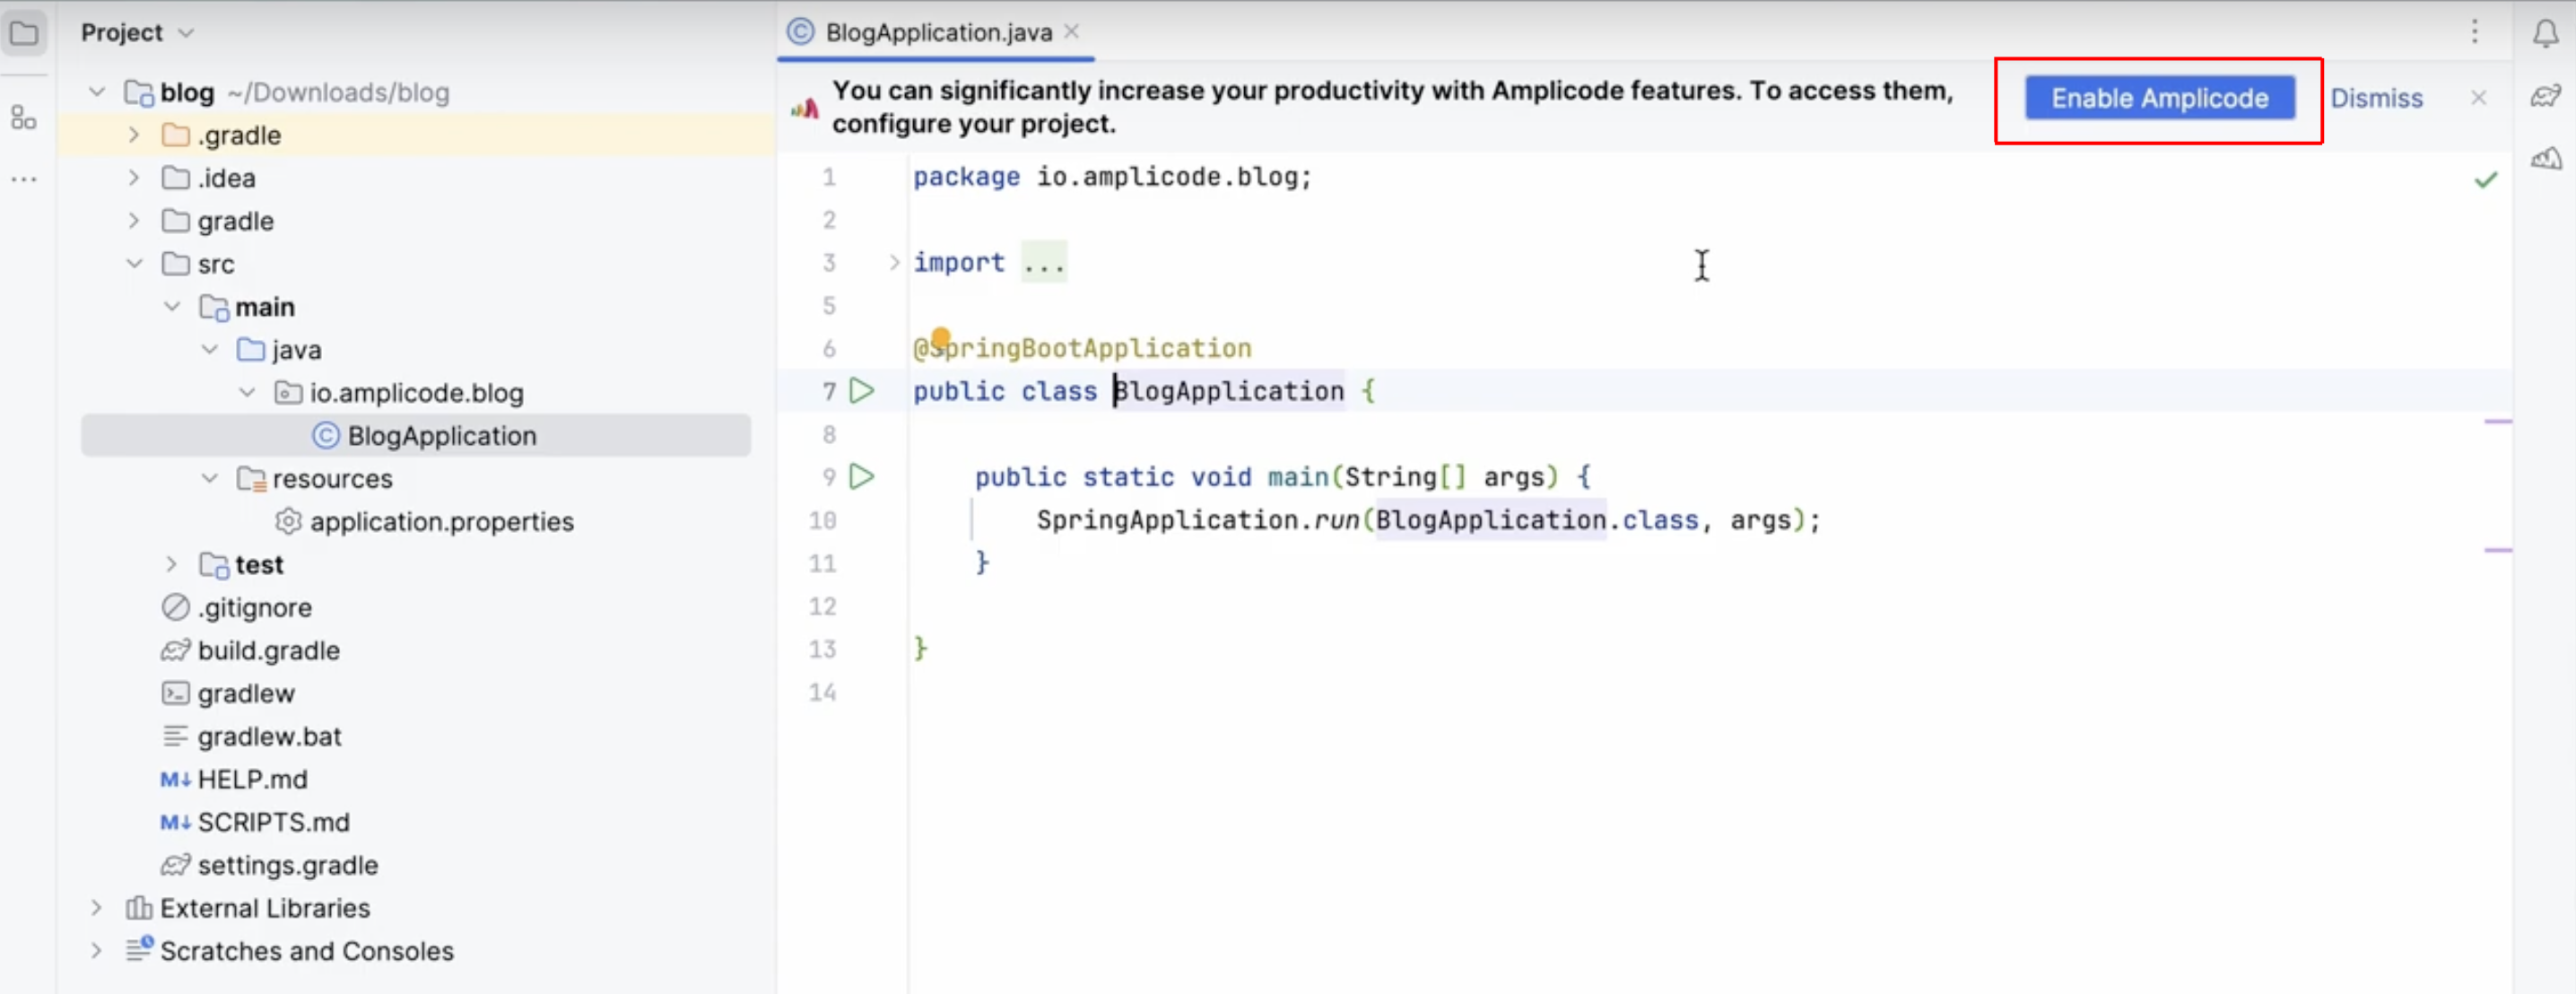 Project
blog ~/Downloads/blog
.gradle
.idea
gradle
src
main
java
io.amplicode.blog
BlogApplication
resources
application.properties
test
.gitignore
build.gradle
gradlew
gradlew.bat
M↓ HELP.md
M↓ SCRIPTS.md
settings.gradle
External Libraries
Scratches and Consoles
BlogApplication.java
You can significantly increase your productivity with Amplicode features. To access them,
configure your project.
Enable Amplicode
Dismiss
1 package io.amplicode.blog;
2
3 import ...
5
6 @SpringBootApplication
7 public class BlogApplication {
8
9 public static void main(String[] args) {
10 SpringApplication.run(BlogApplication.class, args);
11 }
12
13 }
14